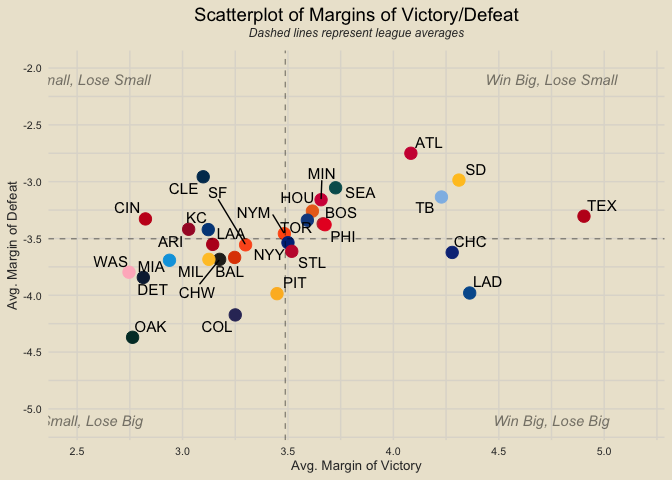 Scatterplot of Margins of Victory/Defeat
Dashed lines represent league averages
-2.0
mall, Lose Small
Win Big, Lose Small
-2.5
ATL
MIN
SD
-3.0
CLE
SF
SEA
HOU
TB
TEX
CIN
KC
NYM
BOS
LAA
TOR
PHI
-3.5
ARI
CHC
NYY
WAS
MIA
MIL
BAL
STL
DET
CHW
PIT
LAD
-4.0
OAK
COL
-4.5
-5.0
Small, Lose Big
Win Big, Lose Big
2.5
3.0
3.5
4.0
4.5
5.0
Avg. Margin of Victory
Avg. Margin of Defeat